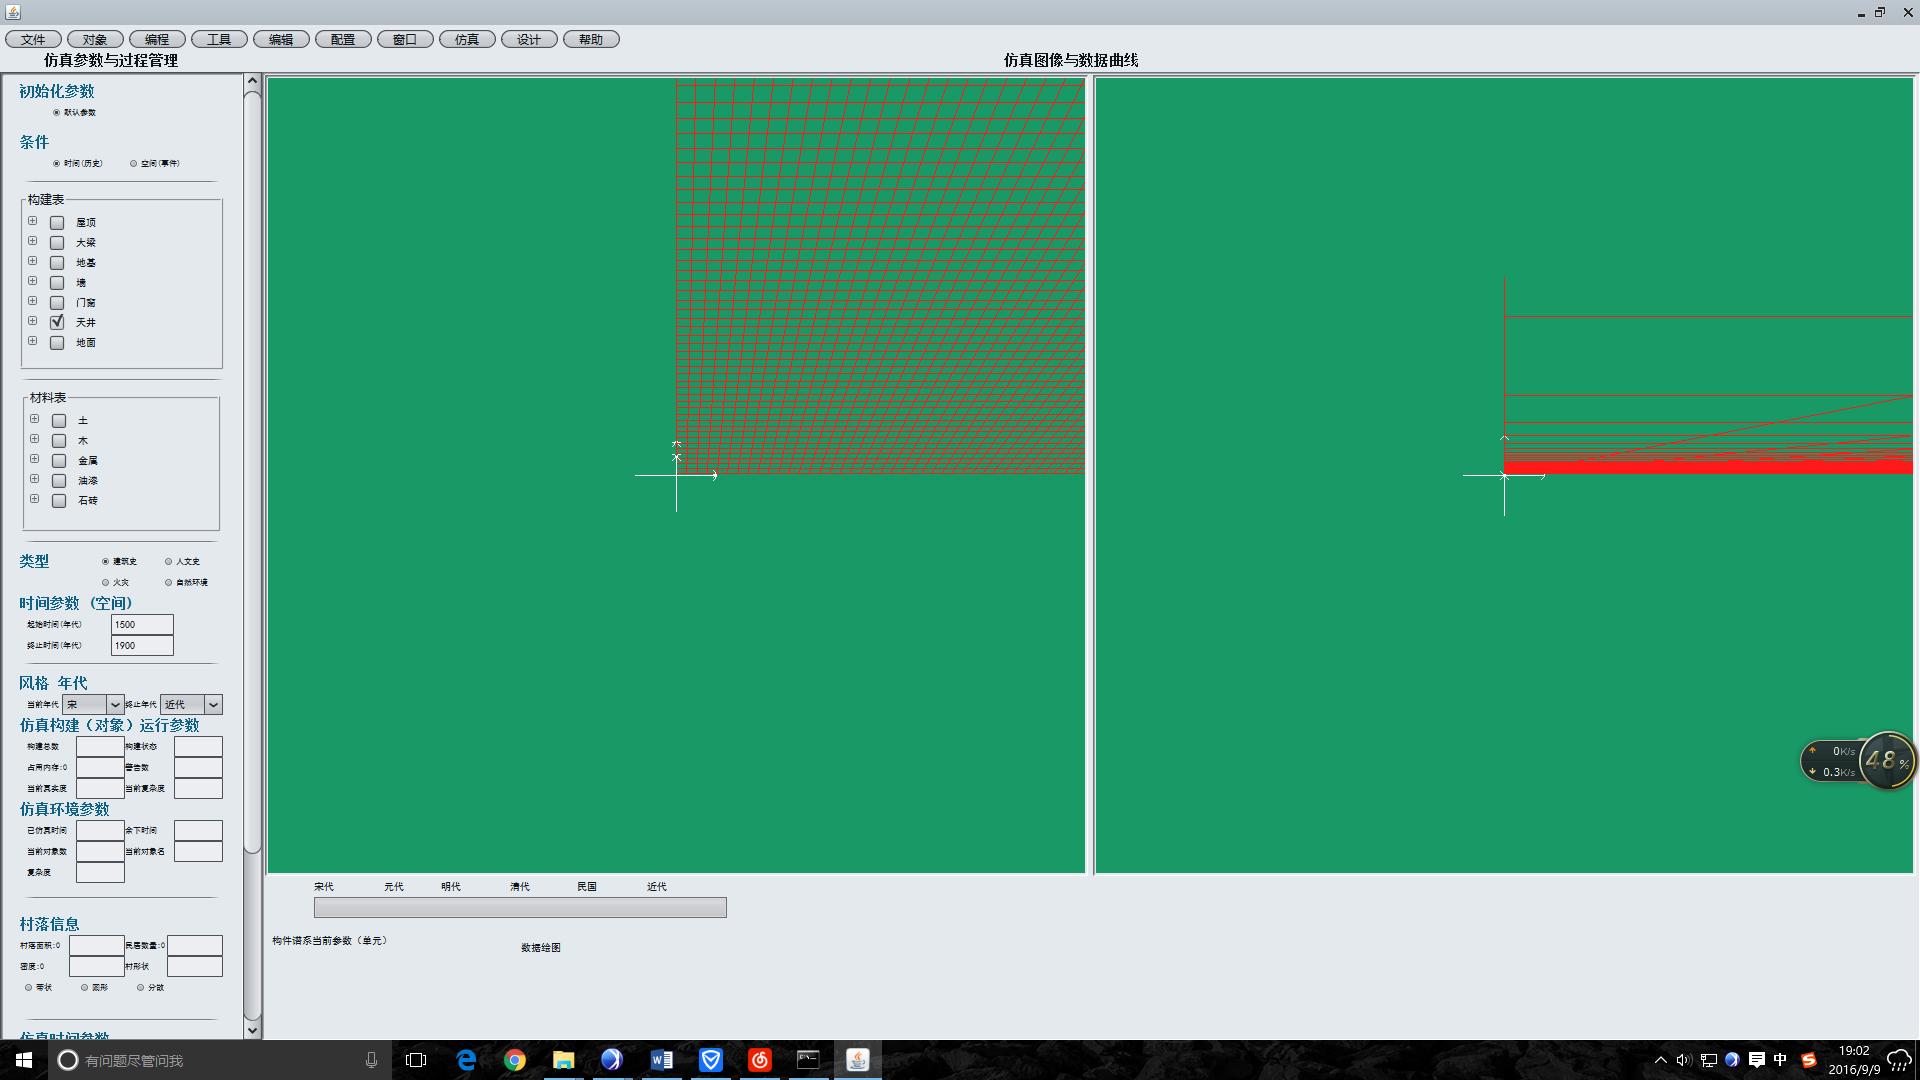 文件 对象 编程 工具 编辑 配置 窗口 仿真 设计 帮助
仿真参数与过程管理
仿真图像与数据曲线
初始化参数
默认参数
条件
时间(历史) 空间(事件)
构建表
屋顶
大梁
地基
墙
门窗
天井
地面
材料表
土
木
金属
油漆
石砖
类型
建筑史 人文史
火灾 自然环境
时间参数 (空间)
起始时间(年代) 1500
终止时间(年代) 1900
风格 年代
当前年代 宋 终止年代 近代
仿真构建（对象）运行参数
构建总数 构建状态
占用内存:0 警告数
当前真实度 当前复杂度
仿真环境参数
已仿真时间 余下时间
当前对象数 当前对象名
复杂度
村落信息
村落面积:0 民居数量:0
密度:0 村形状
带状 团形 分散
仿真时间参数
宋代 元代 明代 清代 民国 近代
构件谱系当前参数（单元）
数据绘图
0K/s
0.3K/s
48%
有问题尽管问我
中
19:02
2016/9/9